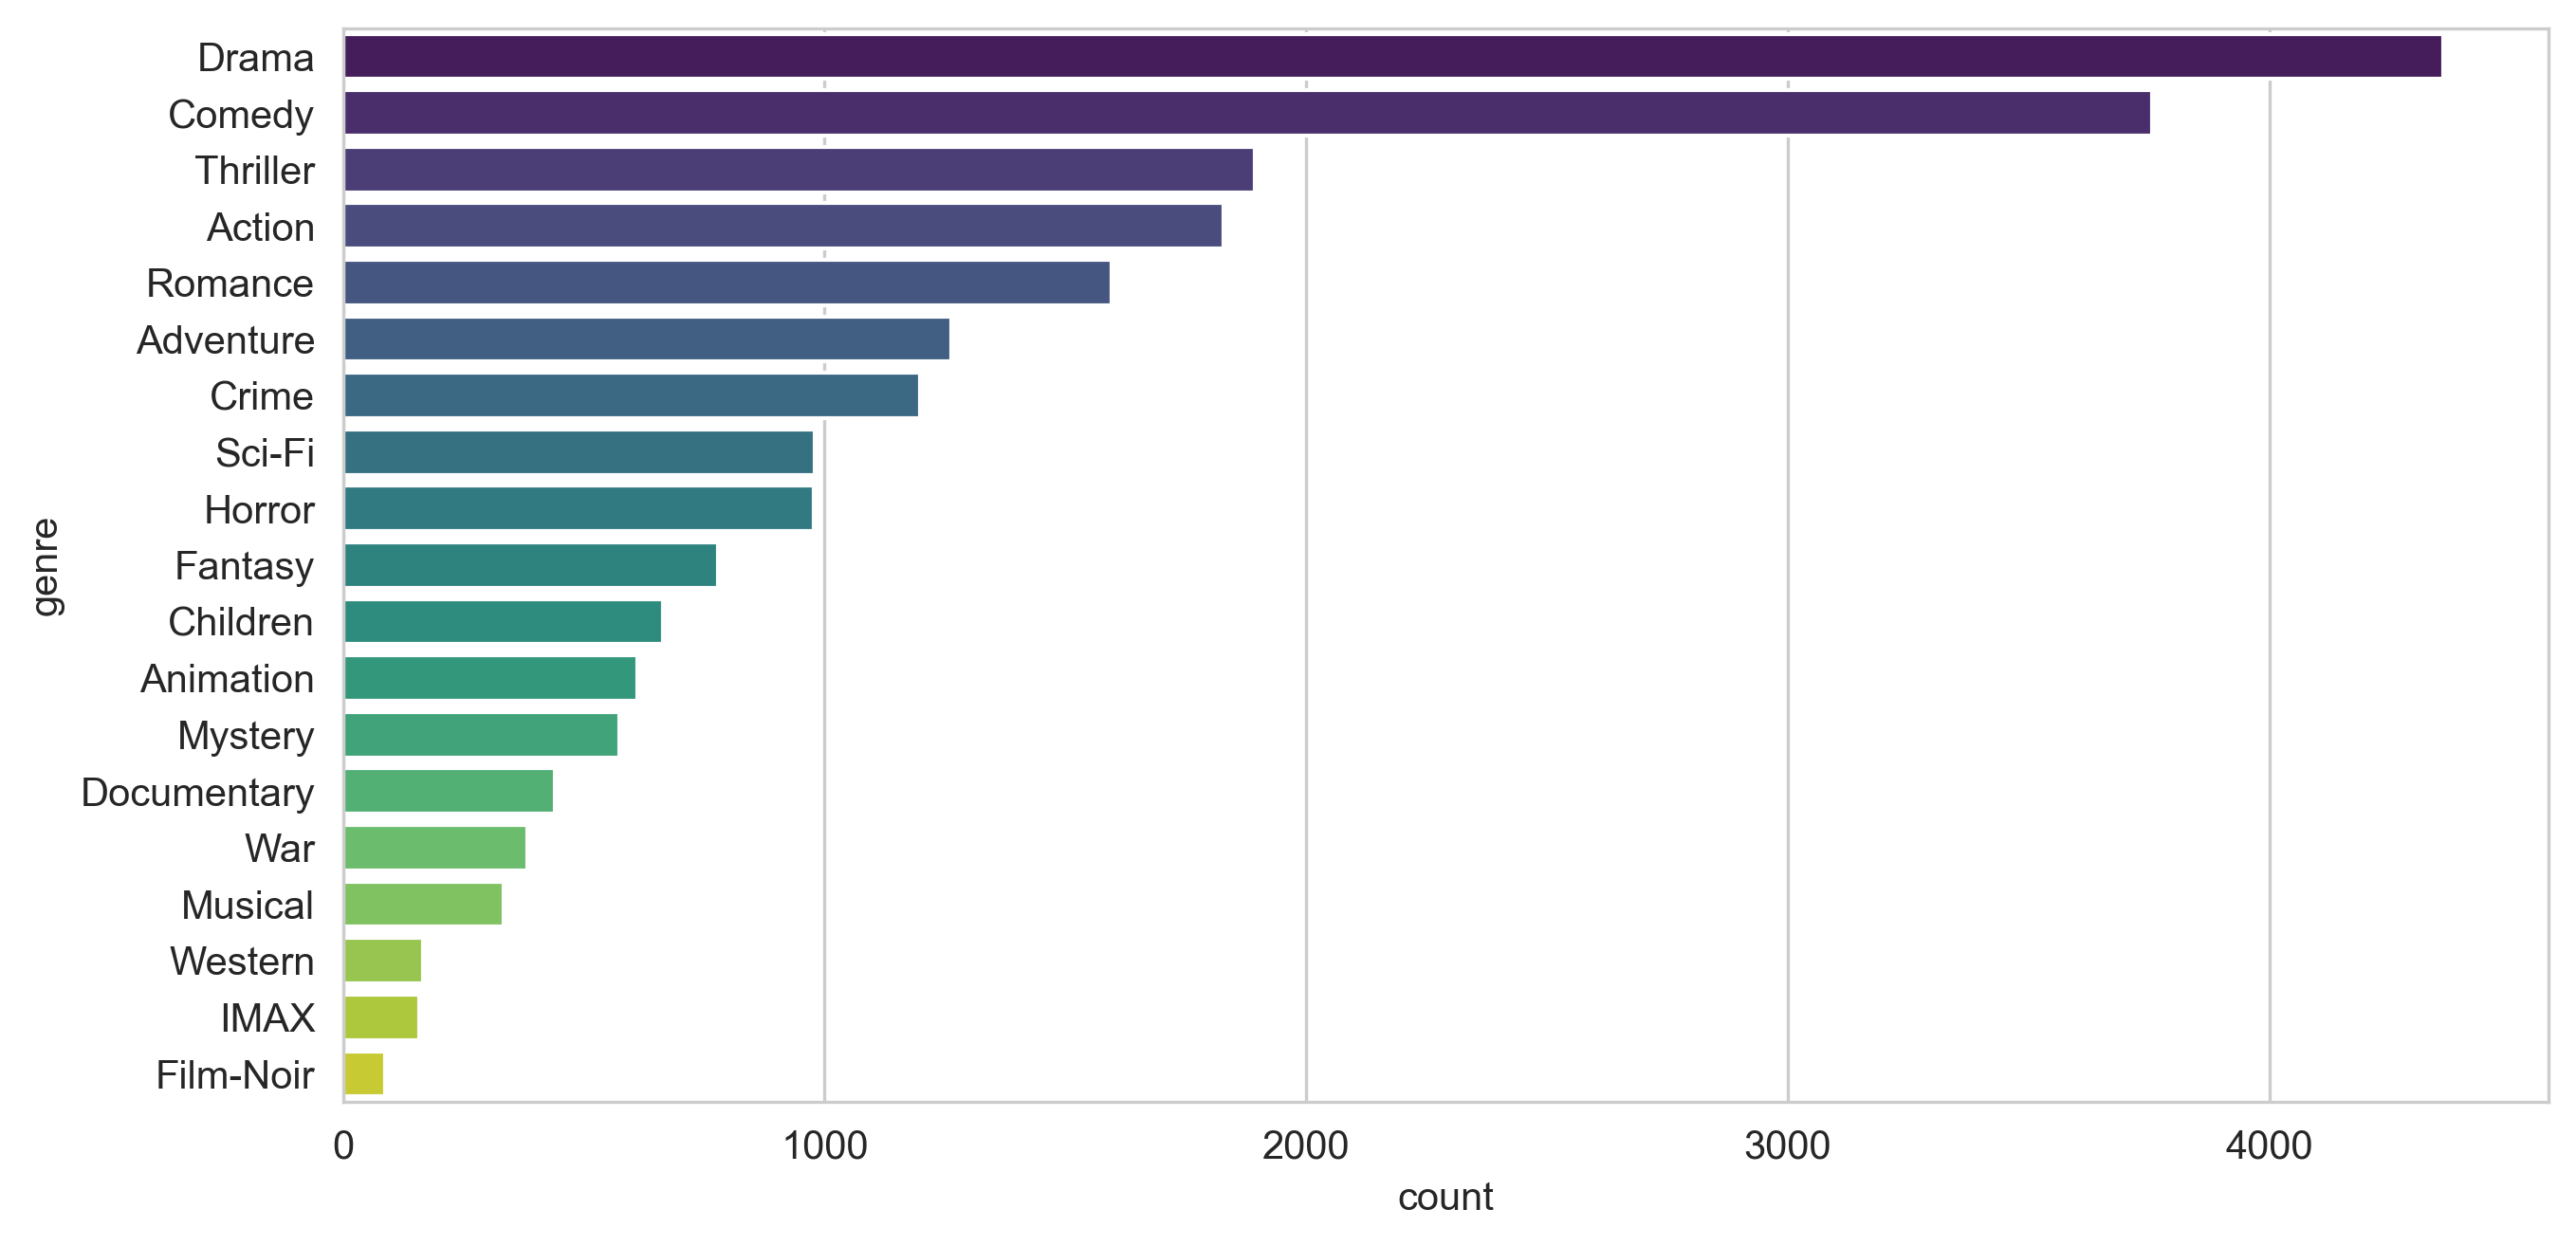 Drama
Comedy
Thriller
Action
Romance
Adventure
Crime
Sci-Fi
Horror
Fantasy
Children
Animation
Mystery
Documentary
War
Musical
Western
IMAX
Film-Noir
genre
0 1000 2000 3000 4000
count